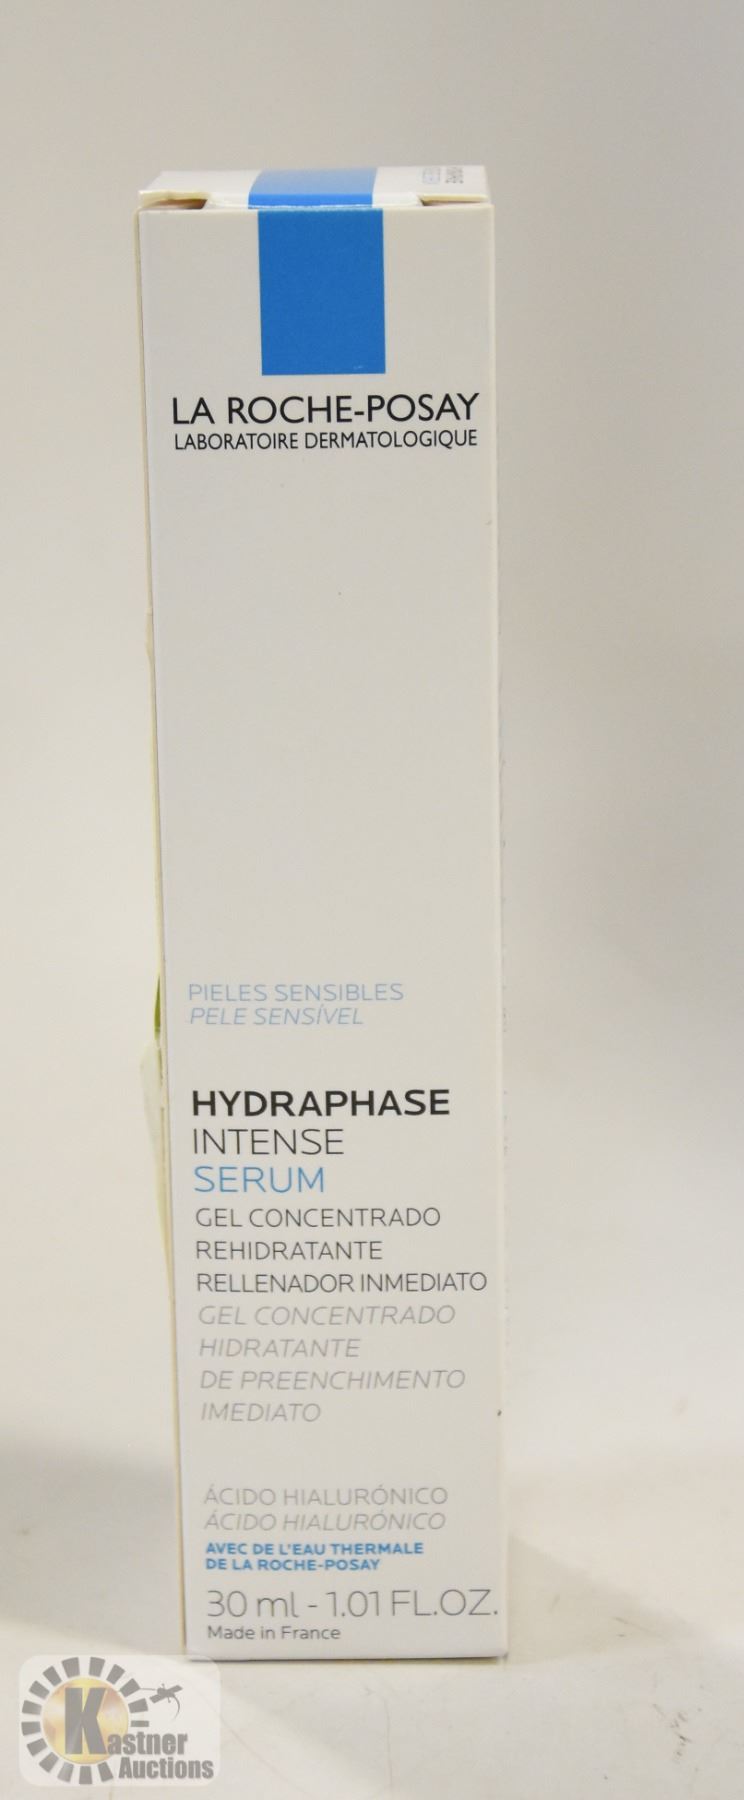 LA ROCHE-POSAY
LABORATOIRE DERMATOLOGIQUE
PIELES SENSIBLES
PELE SENSÍVEL
HYDRAPHASE
INTENSE
SERUM
GEL CONCENTRADO
REHIDRATANTE
RELLENADOR INMEDIATO
GEL CONCENTRADO
HIDRATANTE
DE PREENCHIMENTO
IMEDIATO
ÁCIDO HIALURÓNICO
ÁCIDO HIALURÓNICO
AVEC DE L'EAU THERMALE
DE LA ROCHE-POSAY
30 ml - 1.01 FL.OZ.
Made in France
Kastner
Auctions